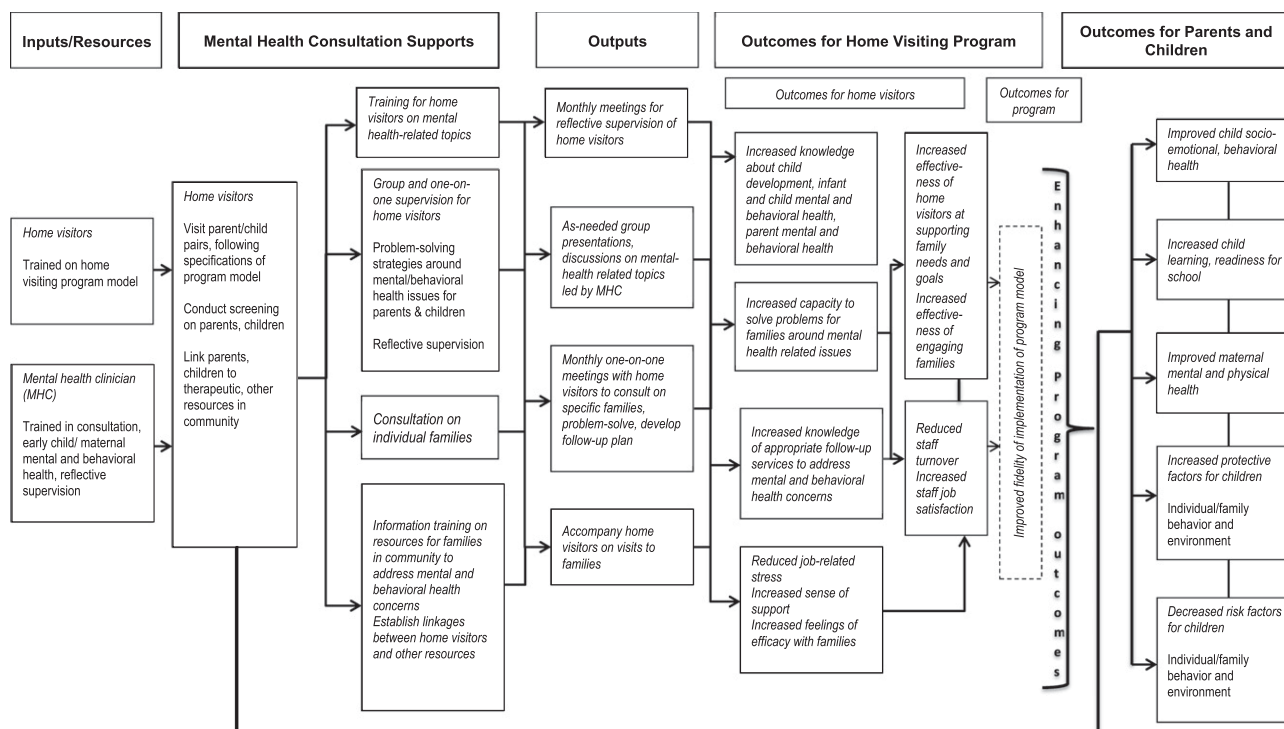 Inputs/Resources
Mental Health Consultation Supports
Outputs
Outcomes for Home Visiting Program
Outcomes for Parents and
Children
Home visitors
Trained on home
visiting program model
Mental health clinician
(MHC)
Trained in consultation,
early child/ maternal
mental and behavioral
health, reflective
supervision
Home visitors
Visit parent/child
pairs, following
specifications of
program model
Conduct screening
on parents, children
Link parents,
children to
therapeutic, other
resources in
community
Training for home
visitors on mental
health-related topics
Group and one-on-
one supervision for
home visitors
Problem-solving
strategies around
mental/behavioral
health issues for
parents & children
Reflective supervision
Consultation on
individual families
Information training on
resources for families
in community to
address mental and
behavioral health
concerns
Establish linkages
between home visitors
and other resources
Monthly meetings for
reflective supervision of
home visitors
As-needed group
presentations,
discussions on mental-
health related topics
led by MHC
Monthly one-on-one
meetings with home
visitors to consult on
specific families,
problem-solve, develop
follow-up plan
Accompany home
visitors on visits to
families
Outcomes for home visitors
Increased knowledge
about child
development, infant
and child mental and
behavioral health,
parent mental and
behavioral health
Increased capacity to
solve problems for
families around mental
health related issues
Increased knowledge
of appropriate follow-up
services to address
mental and behavioral
health concerns
Reduced job-related
stress
Increased sense of
support
Increased feelings of
efficacy with families
Increased
effective-
ness of
home
visitors at
supporting
family
needs and
goals
Increased
effective-
ness of
engaging
families
Reduced
staff
turnover
Increased
staff job
satisfaction
Outcomes for
program
Improved fidelity of implementation of program model
Enhancing Program outcomes
Improved child socio-
emotional, behavioral
health
Increased child
learning, readiness for
school
Improved maternal
mental and physical
health
Increased protective
factors for children
Individual/family
behavior and
environment
Decreased risk factors
for children
Individual/family
behavior and
environment